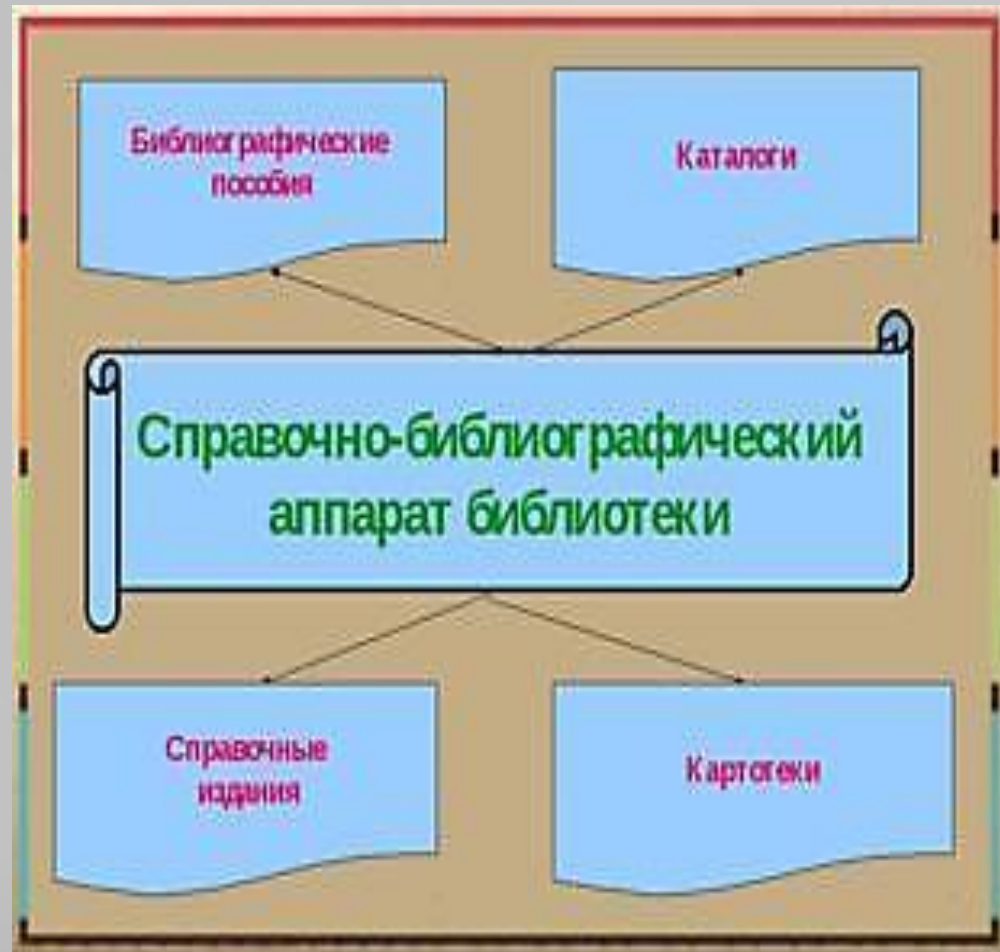 Библиографические
пособия
Каталоги
Справочно-библиографический
аппарат библиотеки
Справочные
издания
Картотеки